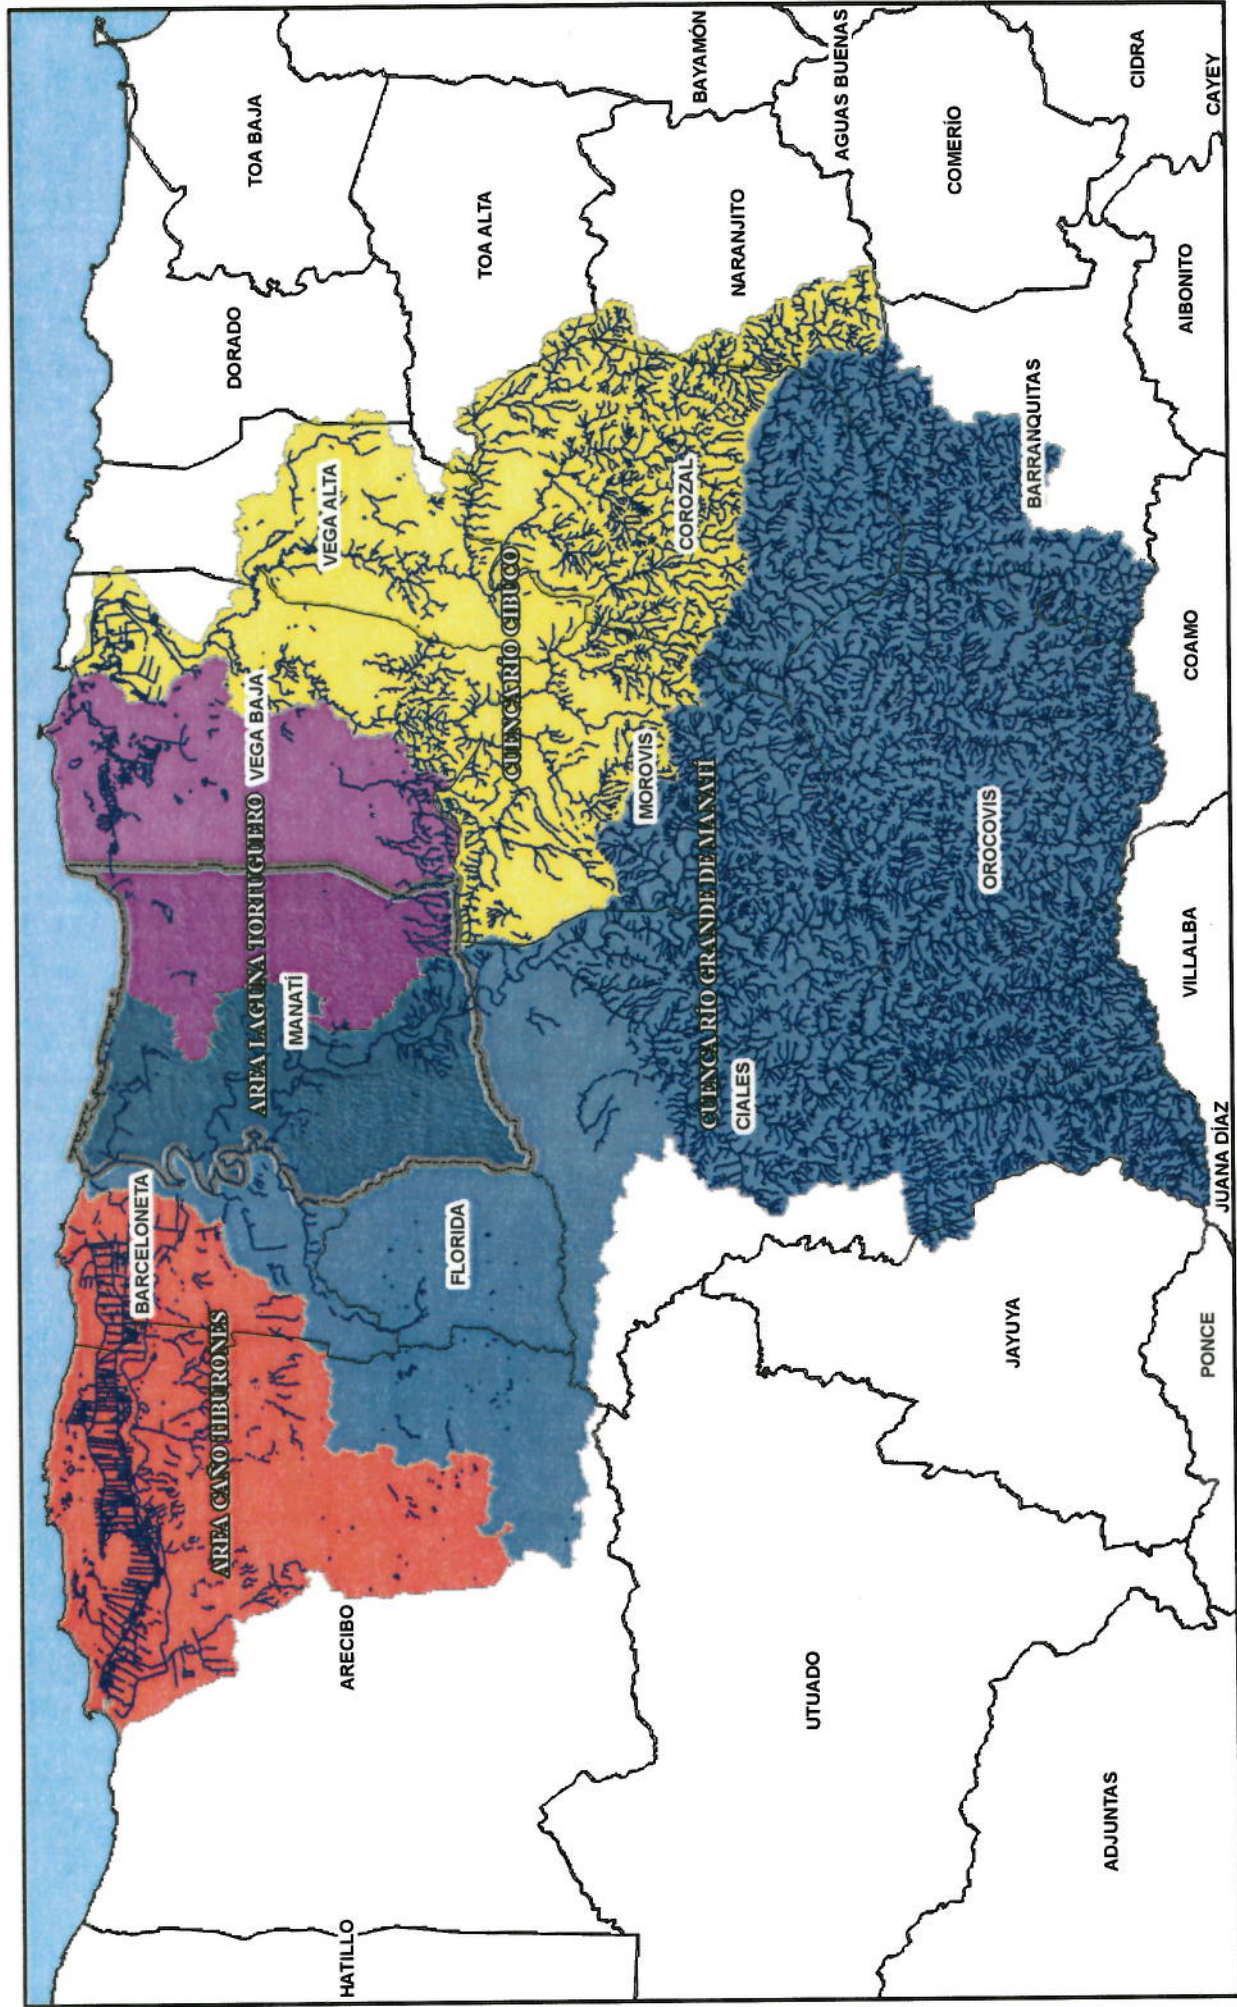 BARCELONETA
AREA CAÑO TIBURONES
DORADO
TOA BAJA
AREA LAGUNA TORTUGUERO
VEGA BAJA
MANATÍ
VEGA ALTA
HATILLO
ARECIBO
FLORIDA
TOA ALTA
CUENCA RÍO CIBUCO
MOROVIS
COROZAL
BAYAMÓN
CUENCA RÍO GRANDE DE MANATÍ
CIALES
NARANJITO
UTUADO
AGUAS BUENAS
COMERÍO
OROCOVIS
JAYUYA
BARRANQUITAS
ADJUNTAS
CIDRA
VILLALBA
COAMO
AIBONITO
PONCE
JUANA DÍAZ
CAYEY